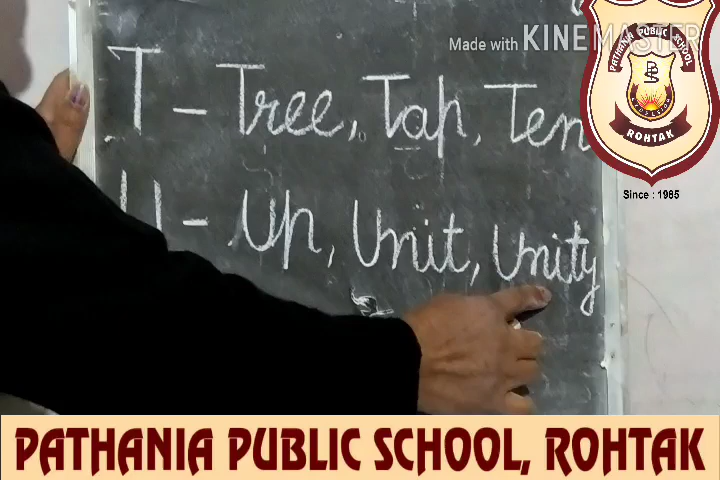 Made with KINEMASTER
PATHANIA PUBLIC SCHOOL
ROHTAK
Since : 1985
T - Tree, Tap, Ten
U - Up, Unit, Unity
PATHANIA PUBLIC SCHOOL, ROHTAK